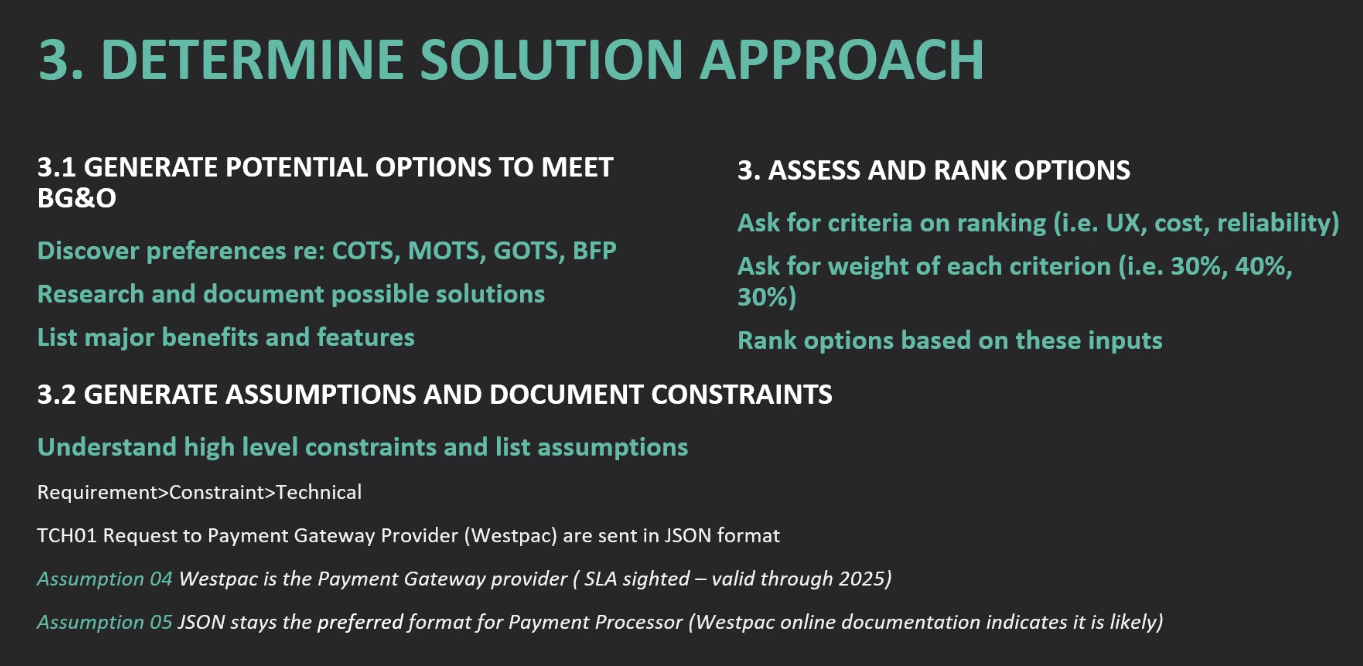 3. DETERMINE SOLUTION APPROACH
3.1 GENERATE POTENTIAL OPTIONS TO MEET
BG&O
Discover preferences re: COTS, MOTS, GOTS, BFP
Research and document possible solutions
List major benefits and features
3. ASSESS AND RANK OPTIONS
Ask for criteria on ranking (i.e. UX, cost, reliability)
Ask for weight of each criterion (i.e. 30%, 40%,
30%)
Rank options based on these inputs
3.2 GENERATE ASSUMPTIONS AND DOCUMENT CONSTRAINTS
Understand high level constraints and list assumptions
Requirement>Constraint>Technical
TCH01 Request to Payment Gateway Provider (Westpac) are sent in JSON format
Assumption 04 Westpac is the Payment Gateway provider ( SLA sighted – valid through 2025)
Assumption 05 JSON stays the preferred format for Payment Processor (Westpac online documentation indicates it is likely)